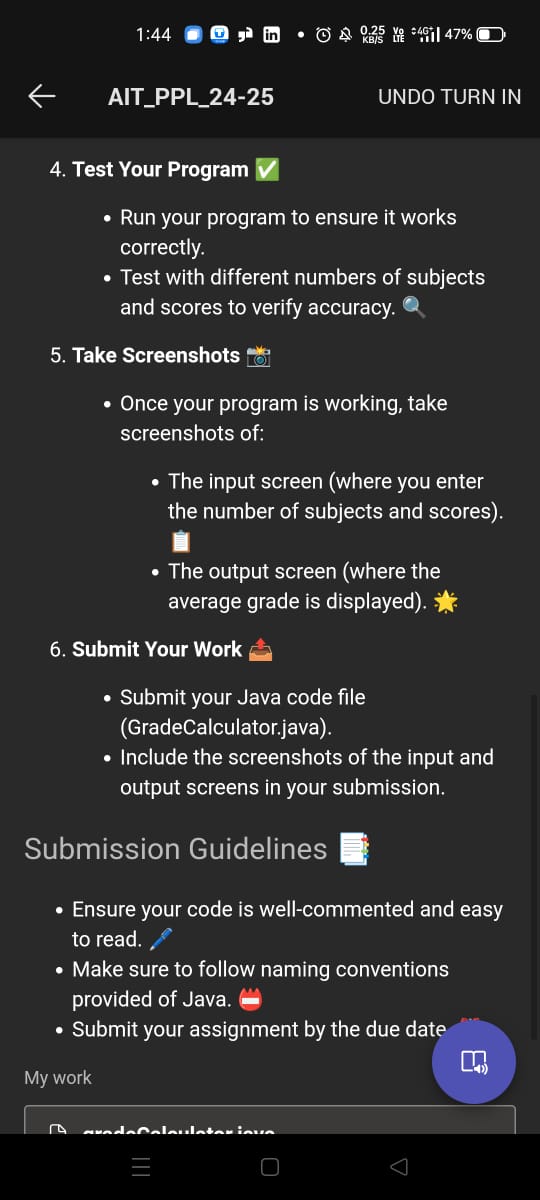 1:44 in 0.25 KB/S Vo LTE 4G+ 47%
AIT_PPL_24-25 UNDO TURN IN
4. Test Your Program ✅
• Run your program to ensure it works
correctly.
• Test with different numbers of subjects
and scores to verify accuracy. 🔍
5. Take Screenshots 📸
• Once your program is working, take
screenshots of:
• The input screen (where you enter
the number of subjects and scores).
📋
• The output screen (where the
average grade is displayed). 🌟
6. Submit Your Work 📤
• Submit your Java code file
(GradeCalculator.java).
• Include the screenshots of the input and
output screens in your submission.
Submission Guidelines 📑
• Ensure your code is well-commented and easy
to read. 🖊️
• Make sure to follow naming conventions
provided of Java. 📛
• Submit your assignment by the due date
My work
gradeCalculator.java